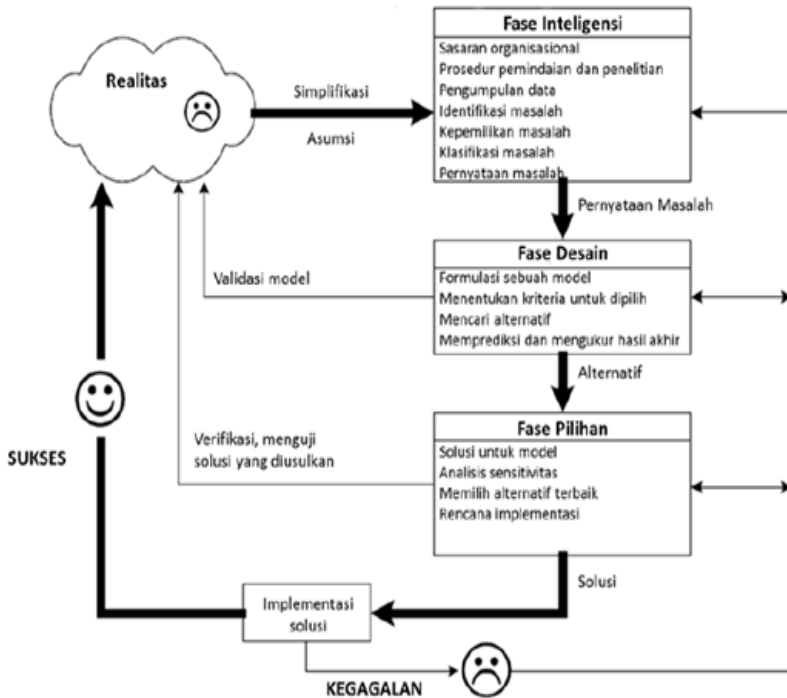 Realitas
Simplifikasi
Asumsi
Fase Inteligensi
Sasaran organisasional
Prosedur pemindaian dan penelitian
Pengumpulan data
Identifikasi masalah
Kepemilikan masalah
Klasifikasi masalah
Pernyataan masalah
Pernyataan Masalah
Fase Desain
Formulasi sebuah model
Menentukan kriteria untuk dipilih
Mencari alternatif
Memprediksi dan mengukur hasil akhir
Validasi model
Alternatif
Fase Pilihan
Solusi untuk model
Analisis sensitivitas
Memilih alternatif terbaik
Rencana implementasi
Verifikasi, menguji
solusi yang diusulkan
SUKSES
Solusi
Implementasi
solusi
KEGAGALAN